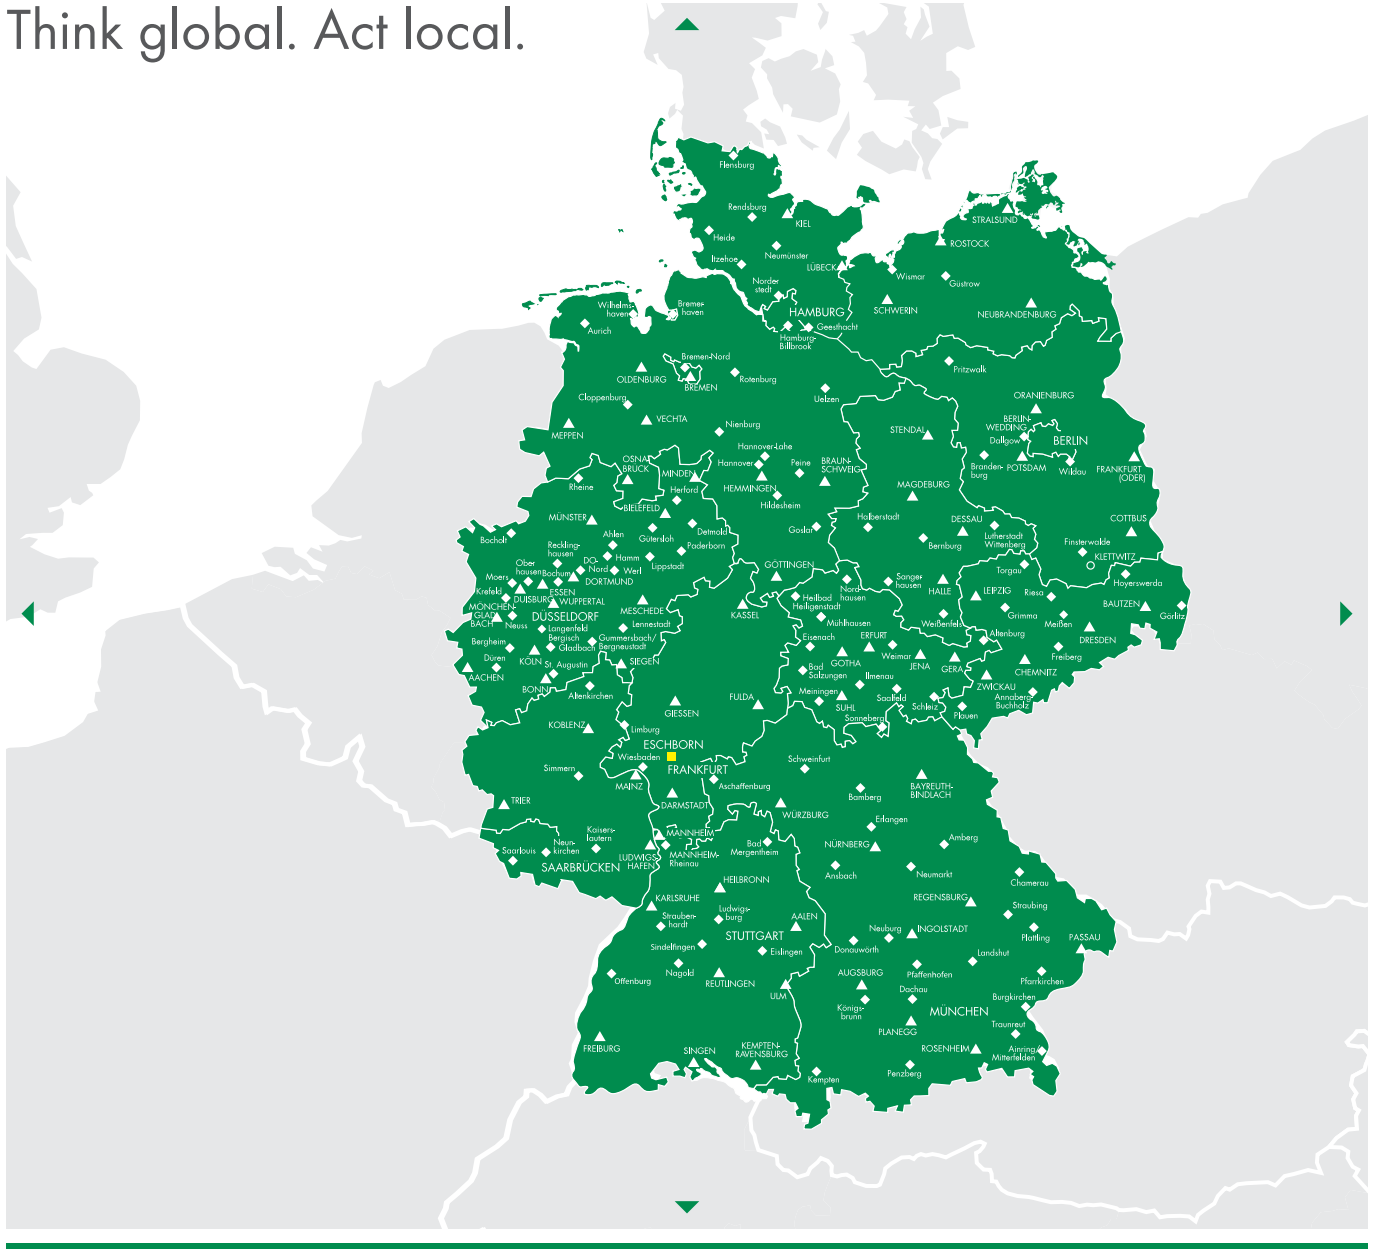 Think global. Act local.
Flensburg
Rendsburg
KIEL
STRALSUND
Heide
ROSTOCK
Neumünster
Itzehoe
LÜBECK
Wismar
Güstrow
Norder
stedt
Wilhelms-
haven
Bremer-
haven
HAMBURG
SCHWERIN
NEUBRANDENBURG
Aurich
Geesthacht
Hamburg-
Billbrook
Bremen-Nord
Pritzwalk
OLDENBURG
BREMEN
Rotenburg
Cloppenburg
Uelzen
ORANIENBURG
VECHTA
Nienburg
BERLIN-
WEDDING
MEPPEN
STENDAL
Dallgow
BERLIN
Hannover-Lahe
OSNA
BRÜCK
MINDEN
Hannover
Peine
BRAUN-
SCHWEIG
Branden-
burg
POTSDAM
Wildau
FRANKFURT
(ODER)
Rheine
Herford
HEMMINGEN
MAGDEBURG
Hildesheim
BIELEFELD
MÜNSTER
Halberstadt
DESSAU
COTTBUS
Bocholt
Ahlen
Gütersloh
Detmold
Goslar
Lutherstadt
Wittenberg
Reckling-
hausen
Paderborn
Bernburg
Finsterwalde
Ober
hausen
DO-
Nord
Hamm
KLETTWITZ
Moers
Bochum
Werl
Lippstadt
GÖTTINGEN
Torgau
Krefeld
DORTMUND
Sanger-
hausen
Hoyerswerda
DUISBURG
ESSEN
Nord
hausen
HALLE
LEIPZIG
Riesa
MÖNCHEN-
GLAD
BACH
WUPPERTAL
MESCHEDE
KASSEL
Heilbad
Heiligenstadt
BAUTZEN
Görlitz
Neuss
DÜSSELDORF
Lennestadt
Mühlhausen
Weißenfels
Grimma
Meißen
Langenfeld
Bergheim
Bergisch
Gladbach
Gummersbach/
Bergneustadt
Eisenach
ERFURT
Altenburg
DRESDEN
Düren
KÖLN
St. Augustin
SIEGEN
GOTHA
Weimar
JENA
GERA
Freiberg
AACHEN
BONN
Bad
Salzungen
Ilmenau
CHEMNITZ
Altenkirchen
FULDA
Meiningen
SUHL
Saalfeld
ZWICKAU
GIESSEN
Schleiz
Annaberg
Buchholz
KOBLENZ
Limburg
Sonneberg
Plauen
ESCHBORN
Wiesbaden
Schweinfurt
Simmern
FRANKFURT
MAINZ
Aschaffenburg
BAYREUTH-
BINDLACH
TRIER
DARMSTADT
Bamberg
WÜRZBURG
Kaisers-
lautern
MANNHEIM
Erlangen
Saarlouis
Neun-
kirchen
Bad
Mergentheim
NÜRNBERG
Amberg
SAARBRÜCKEN
LUDWIGS
HAFEN
MANNHEIM-
Rheinau
Ansbach
Neumarkt
Chamerau
HEILBRONN
KARLSRUHE
REGENSBURG
Straubing
Strauben-
hardt
Ludwigs-
burg
AALEN
Neuburg
INGOLSTADT
Plattling
PASSAU
STUTTGART
Sindelfingen
Eislingen
Donauwörth
Landshut
Nagold
AUGSBURG
Pfaffenhofen
Pfarrkirchen
Offenburg
REUTLINGEN
ULM
Dachau
Burgkirchen
Königs-
brunn
MÜNCHEN
PLANEGG
Traunreut
FREIBURG
SINGEN
KEMPTEN-
RAVENSBURG
ROSENHEIM
Ainring/
Mitterfelden
Kempten
Penzberg